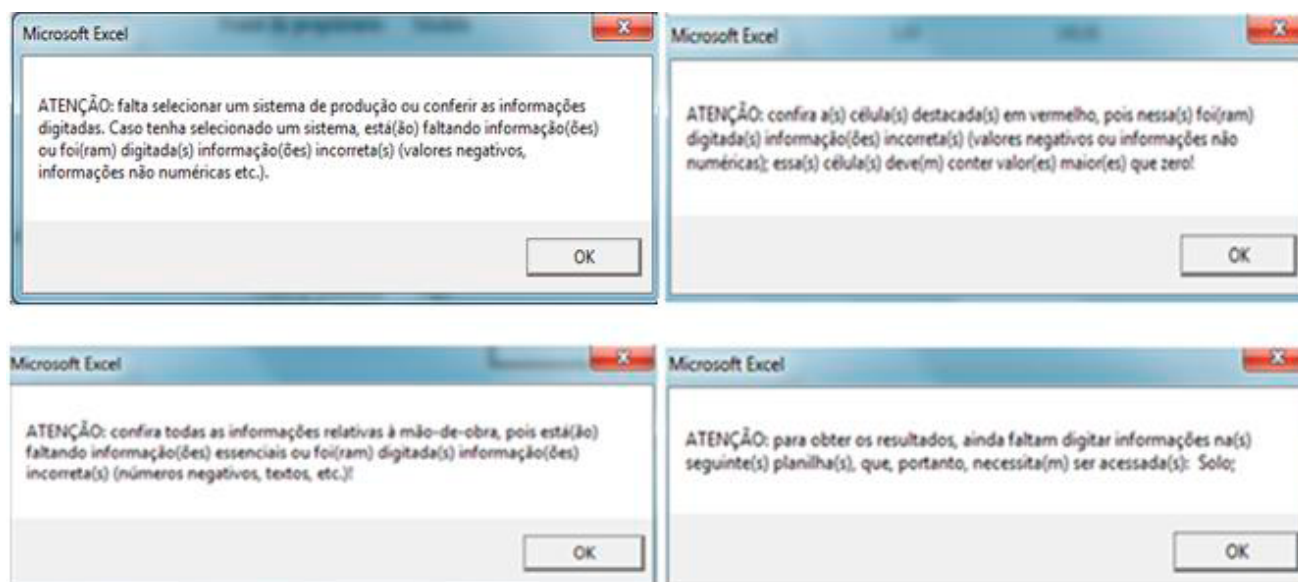 Microsoft Excel
ATENÇÃO: falta selecionar um sistema de produção ou conferir as informações
digitadas. Caso tenha selecionado um sistema, está(ão) faltando informação(ões)
ou foi(ram) digitada(s) informação(ões) incorreta(s) (valores negativos,
informações não numéricas etc.).
OK
Microsoft Excel
ATENÇÃO: confira a(s) célula(s) destacada(s) em vermelho, pois nessa(s) foi(ram)
digitada(s) informação(ões) incorreta(s) (valores negativos ou informações não
numéricas); essa(s) célula(s) deve(m) conter valor(es) maior(es) que zero!
OK
Microsoft Excel
ATENÇÃO: confira todas as informações relativas à mão-de-obra, pois está(ão)
faltando informação(ões) essenciais ou foi(ram) digitada(s) informação(ões)
incorreta(s) (números negativos, textos, etc.)!
OK
Microsoft Excel
ATENÇÃO: para obter os resultados, ainda faltam digitar informações na(s)
seguinte(s) planilha(s), que, portanto, necessita(m) ser acessada(s): Solo;
OK